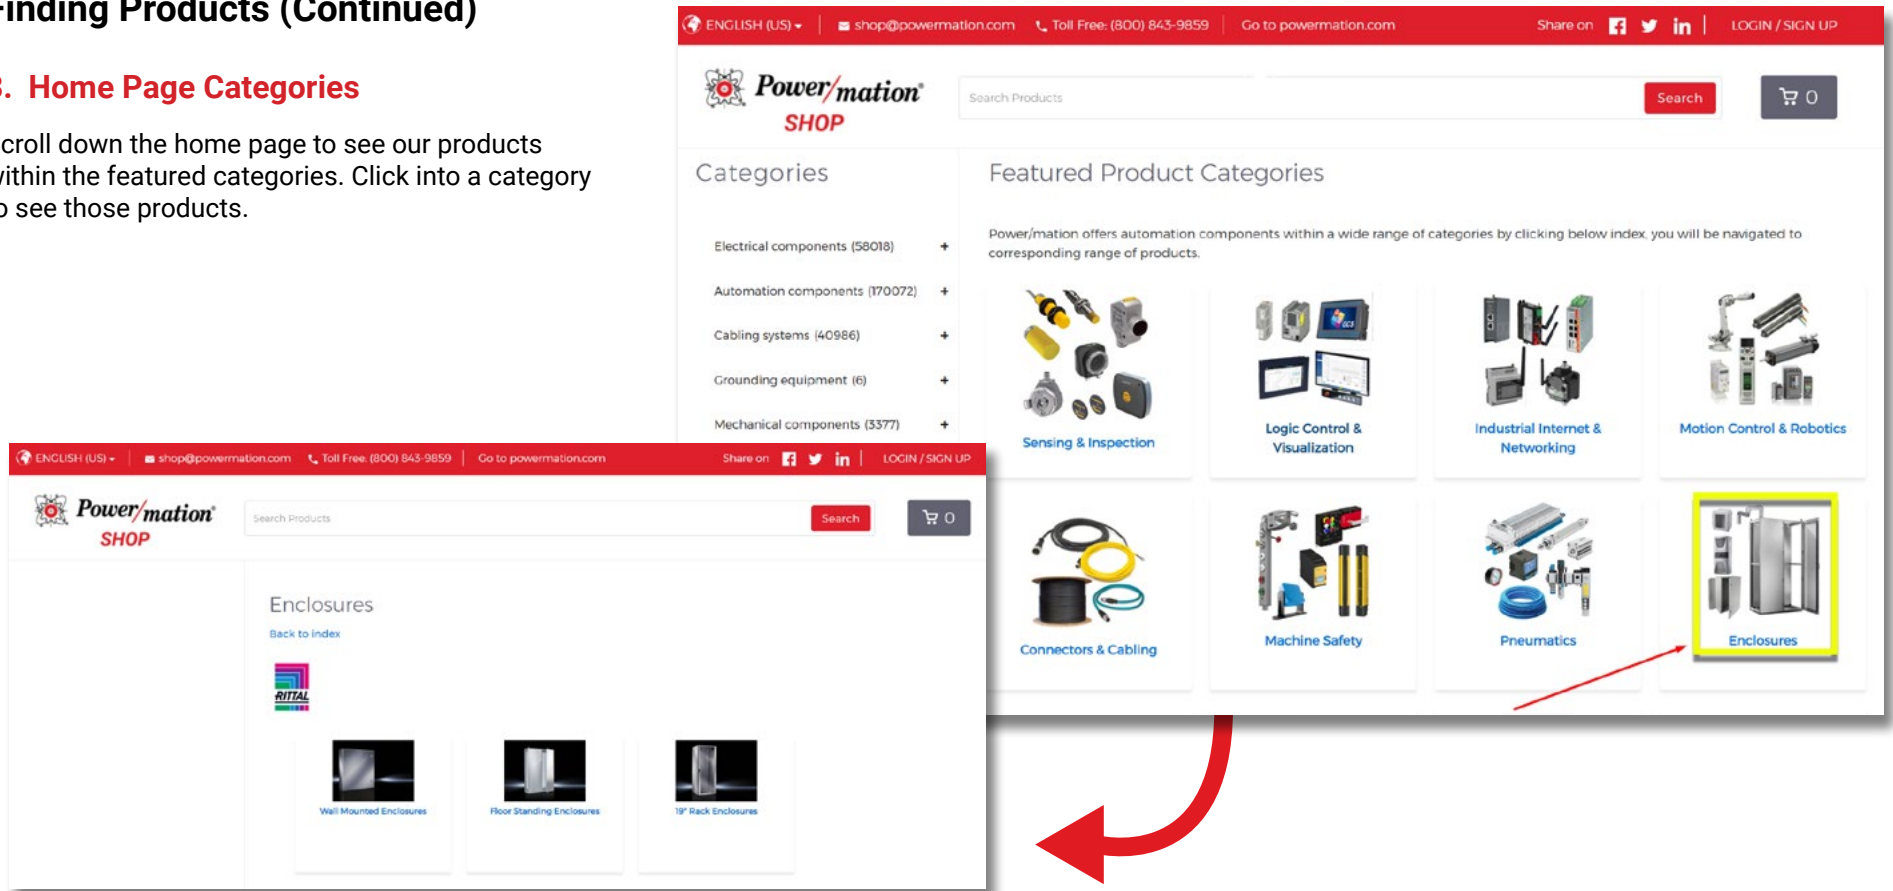 Finding Products (Continued)
3. Home Page Categories
croll down the home page to see our products
within the featured categories. Click into a category
o see those products.
ENGLISH (US)
shop@powermation.com
Toll Free: (800) 843-9859
Go to powermation.com
Share on
LOGIN / SIGN UP
Power/mation®
SHOP
Search Products
Search
0
Categories
Electrical components (58018) +
Automation components (170072) +
Cabling systems (40986) +
Grounding equipment (6) +
Mechanical components (3377) +
Featured Product Categories
Power/mation offers automation components within a wide range of categories by clicking below index, you will be navigated to
corresponding range of products.
Sensing & Inspection
Logic Control &
Visualization
Industrial Internet &
Networking
Motion Control & Robotics
Connectors & Cabling
Machine Safety
Pneumatics
Enclosures
ENGLISH (US)
shop@powermation.com
Toll Free: (800) 843-9859
Go to powermation.com
Share on
LOGIN / SIGN UP
Power/mation®
SHOP
Search Products
Search
0
Enclosures
Back to index
RITTAL
Wall Mounted Enclosures
Floor Standing Enclosures
19" Rack Enclosures